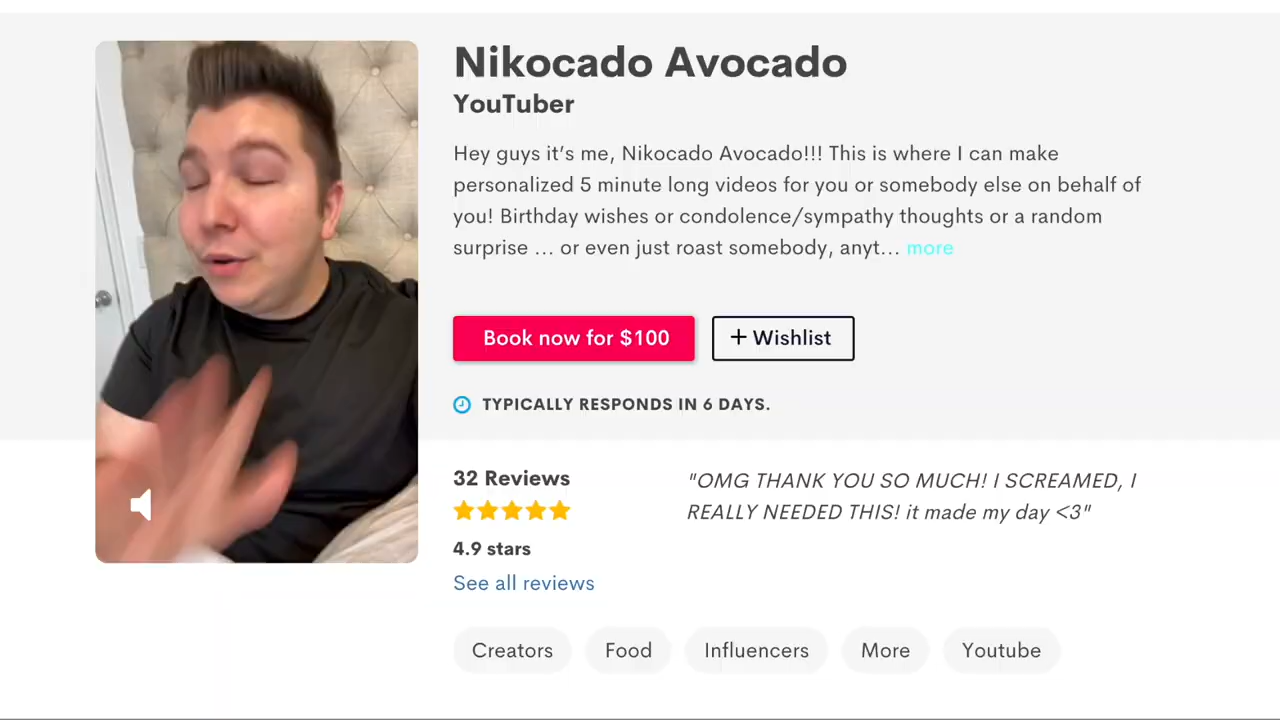 Nikocado Avocado
YouTuber
Hey guys it’s me, Nikocado Avocado!!! This is where I can make
personalized 5 minute long videos for you or somebody else on behalf of
you! Birthday wishes or condolence/sympathy thoughts or a random
surprise ... or even just roast somebody, anyt... more
Book now for $100
+ Wishlist
TYPICALLY RESPONDS IN 6 DAYS.
32 Reviews
4.9 stars
See all reviews
"OMG THANK YOU SO MUCH! I SCREAMED, I
REALLY NEEDED THIS! it made my day <3"
Creators
Food
Influencers
More
Youtube